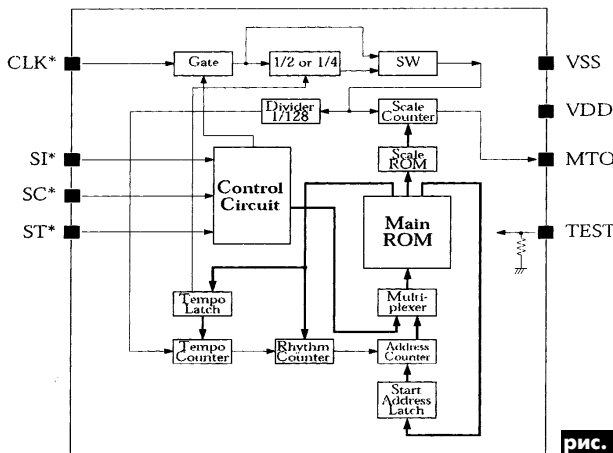 CLK*
Gate
1/2 or 1/4
SW
VSS
Divider
1/128
Scale
Counter
VDD
SI*
Scale
ROM
MTO
SC*
Control
Circuit
ST*
Main
ROM
TEST
Tempo
Latch
Multi-
plexer
Tempo
Counter
Rhythm
Counter
Address
Counter
Start
Address
Latch
рис.